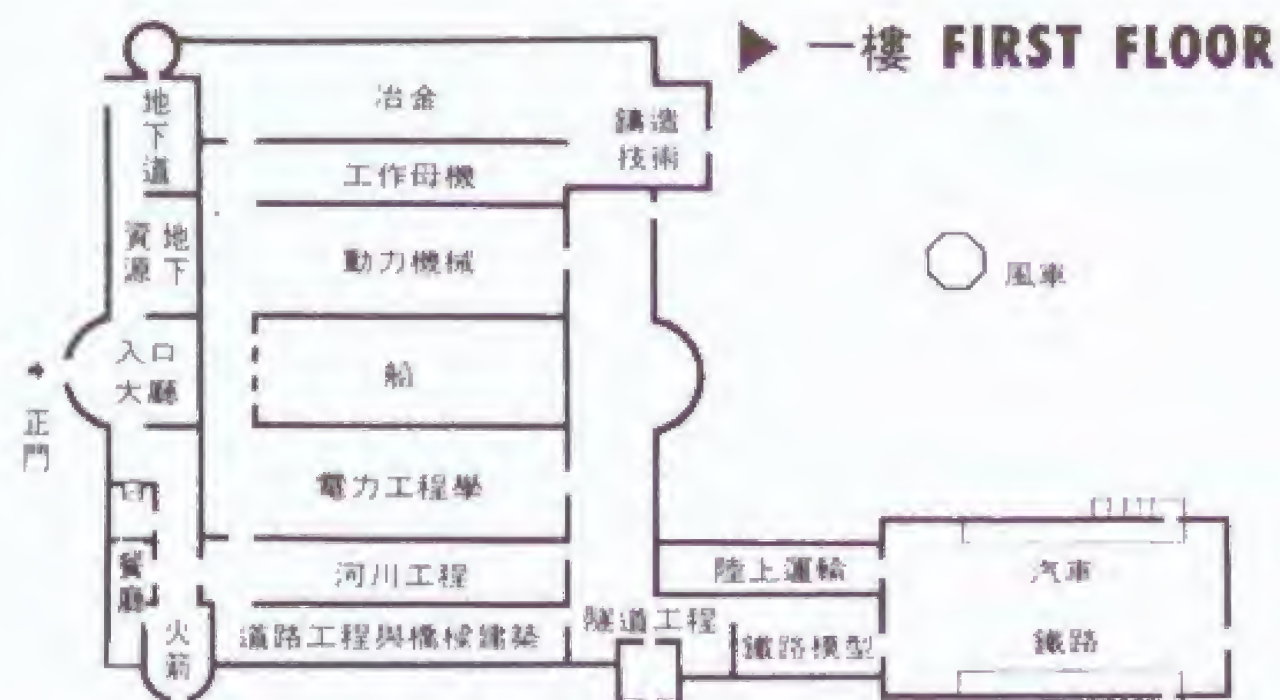 一樓 FIRST FLOOR
冶金
地下道
鑄造
技術
工作母機
地下
資源
動力機械
風車
入口
大廳
船
正門
電力工程學
餐廳
河川工程
陸上運輸
汽車
火箭
道路工程與橋樑建築
隧道工程
鐵路模型
鐵路